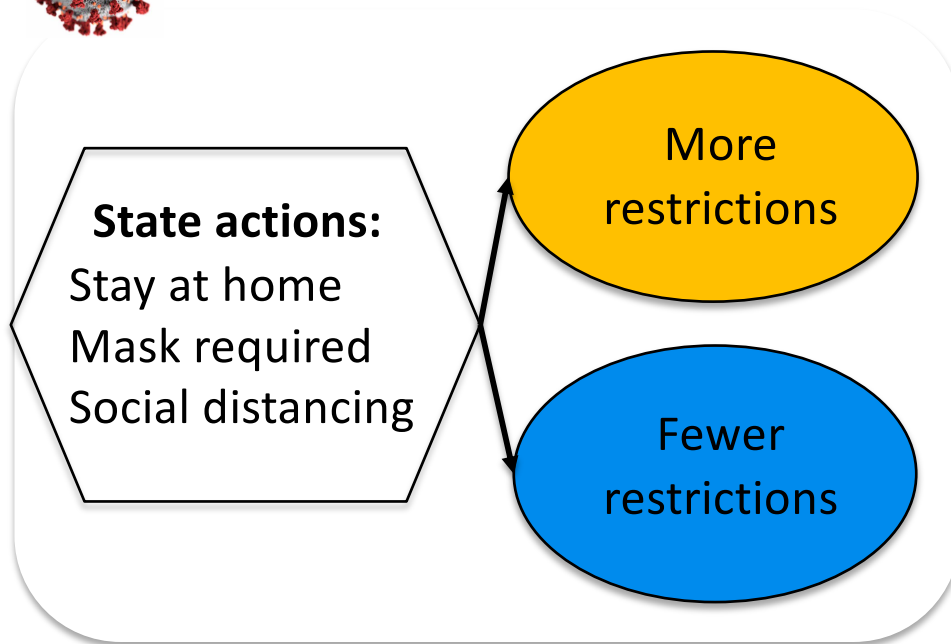 State actions:
Stay at home
Mask required
Social distancing
More
restrictions
Fewer
restrictions